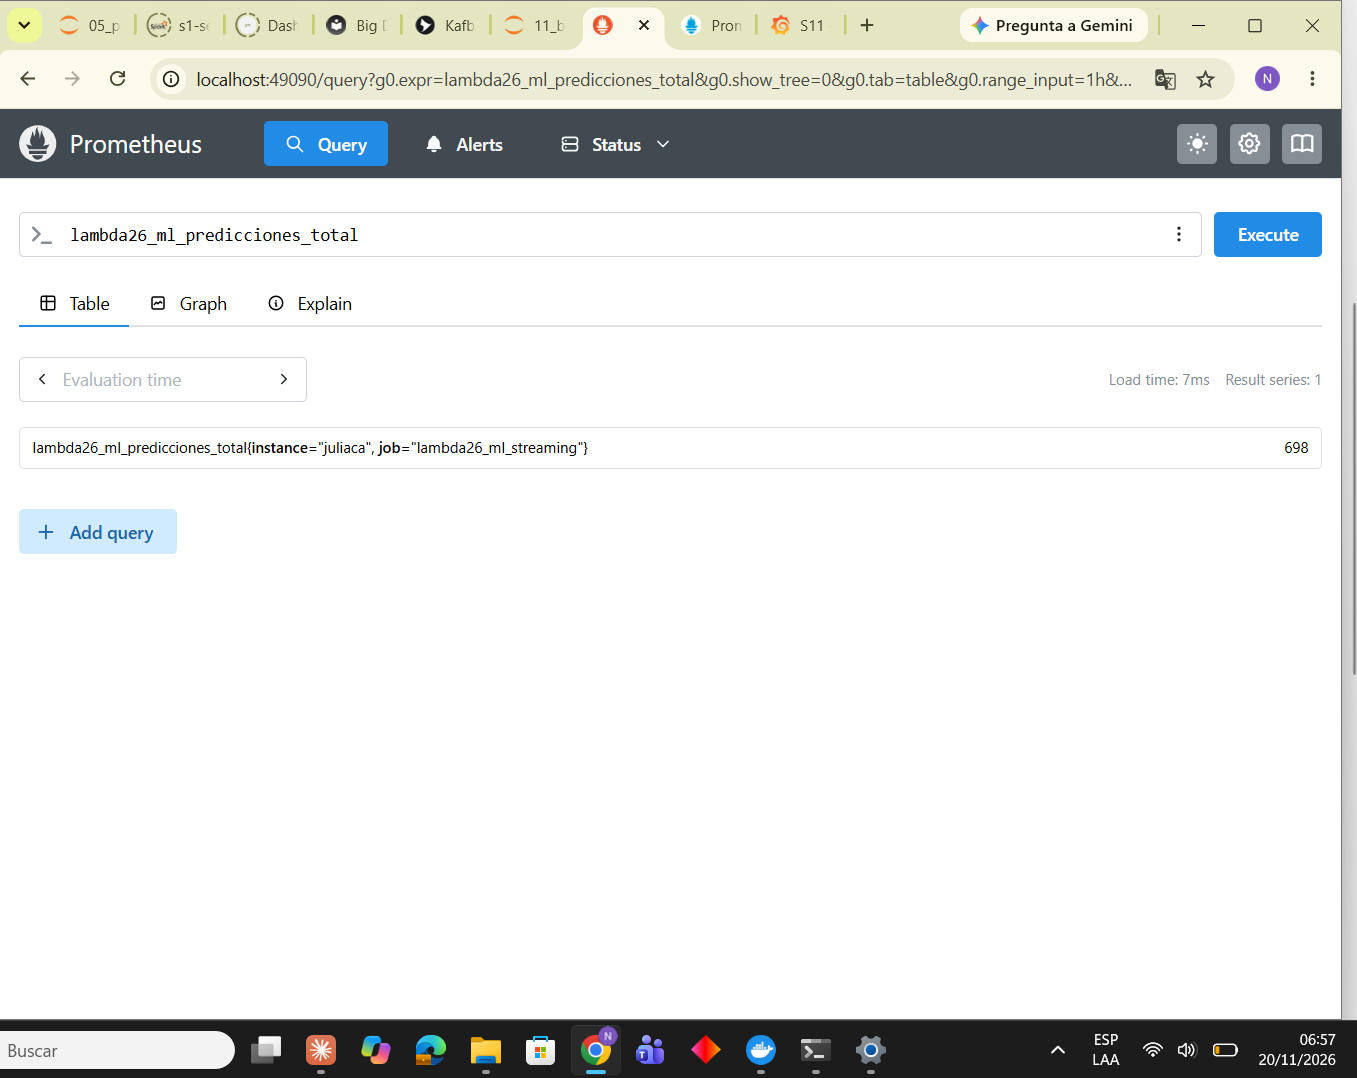 05_p
s1-se
Dash
Big D
Kafb
11_b
Pron
S11
Pregunta a Gemini
localhost:49090/query?g0.expr=lambda26_ml_predicciones_total&g0.show_tree=0&g0.tab=table&g0.range_input=1h&...
N
Prometheus
Query
Alerts
Status
lambda26_ml_predicciones_total
Execute
Table
Graph
Explain
Evaluation time
Load time: 7ms Result series: 1
lambda26_ml_predicciones_total{instance="juliaca", job="lambda26_ml_streaming"} 698
Add query
Buscar
N
ESP
LAA
06:57
20/11/2026